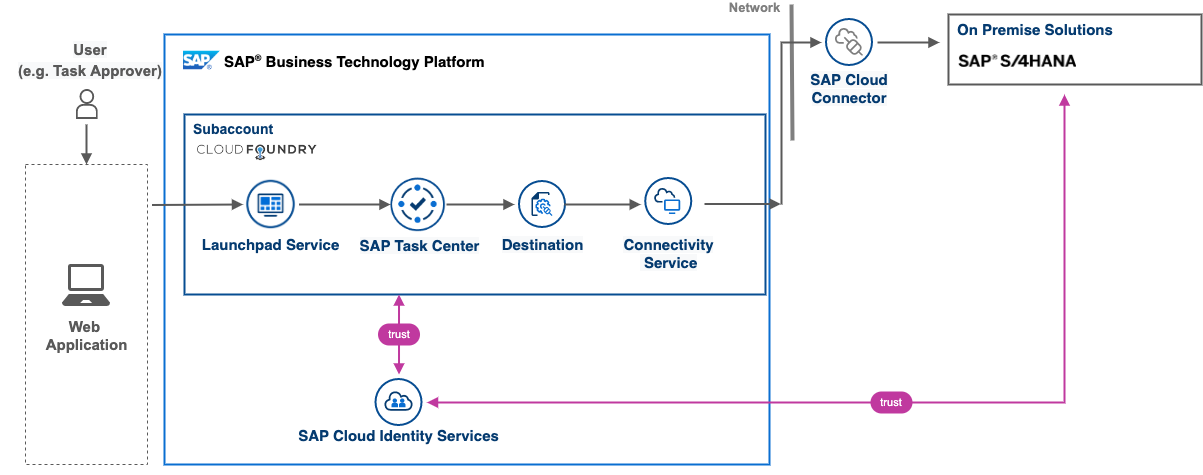 Network
User
(e.g. Task Approver)
SAP® SAP® Business Technology Platform
On Premise Solutions
SAP® S/4HANA
SAP Cloud
Connector
Subaccount
CLOUD FOUNDRY
Launchpad Service
SAP Task Center
Destination
Connectivity
Service
Web
Application
trust
trust
SAP Cloud Identity Services